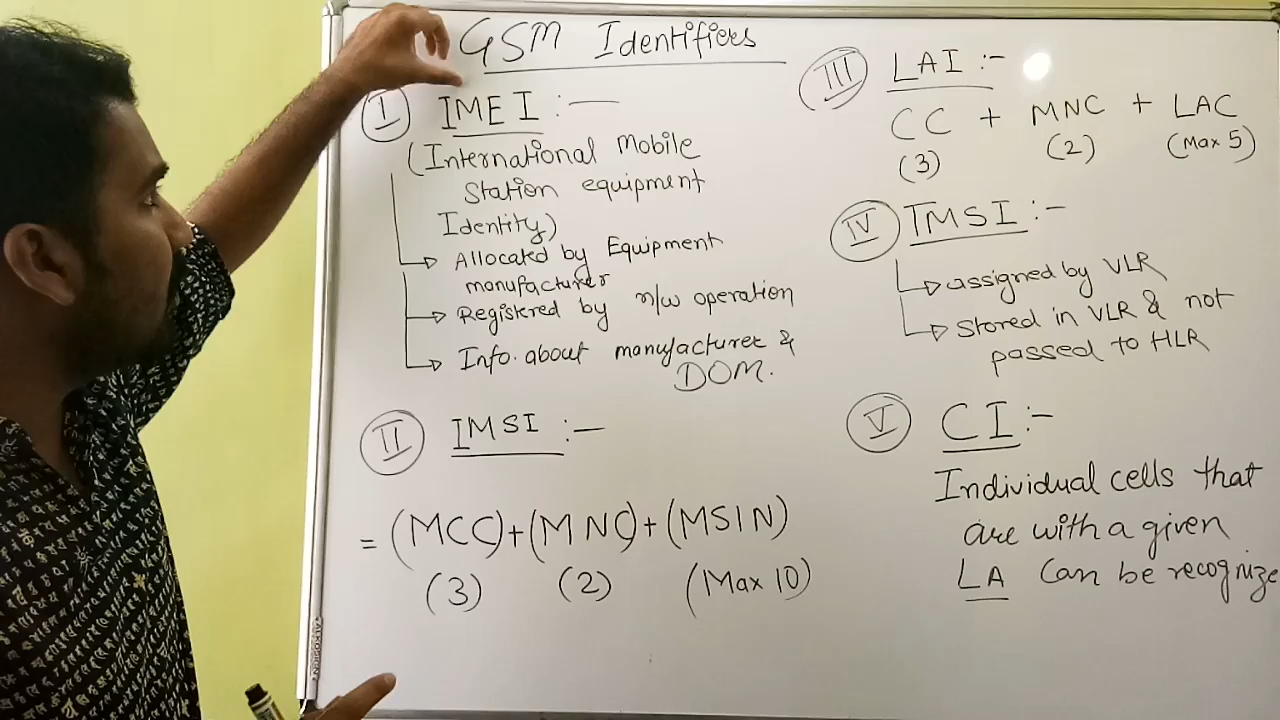 GSM Identifiers
I IMEI :—
(International Mobile
Station equipment
Identity)
Allocated by Equipment
manufacturer
Registered by n/w operation
Info. about manufacturer &
DOM.
II IMSI :—
= (MCC)+(MNC)+(MSIN)
(3) (2) (Max 10)
III LAI :-
CC + MNC + LAC
(3) (2) (Max 5)
IV TMSI :-
assigned by VLR
Stored in VLR & not
passed to HLR
V CI :-
Individual cells that
are with a given
LA Can be recognize